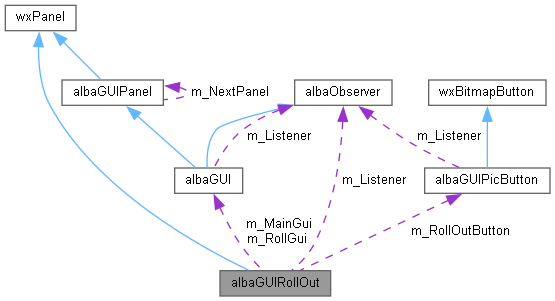 wxPanel
albaGUIPanel
m_NextPanel
albaObserver
wxBitmapButton
m_Listener
m_Listener
albaGUI
m_Listener
albaGUIPicButton
m_MainGui
m_RollGui
m_RollOutButton
albaGUIRollOut